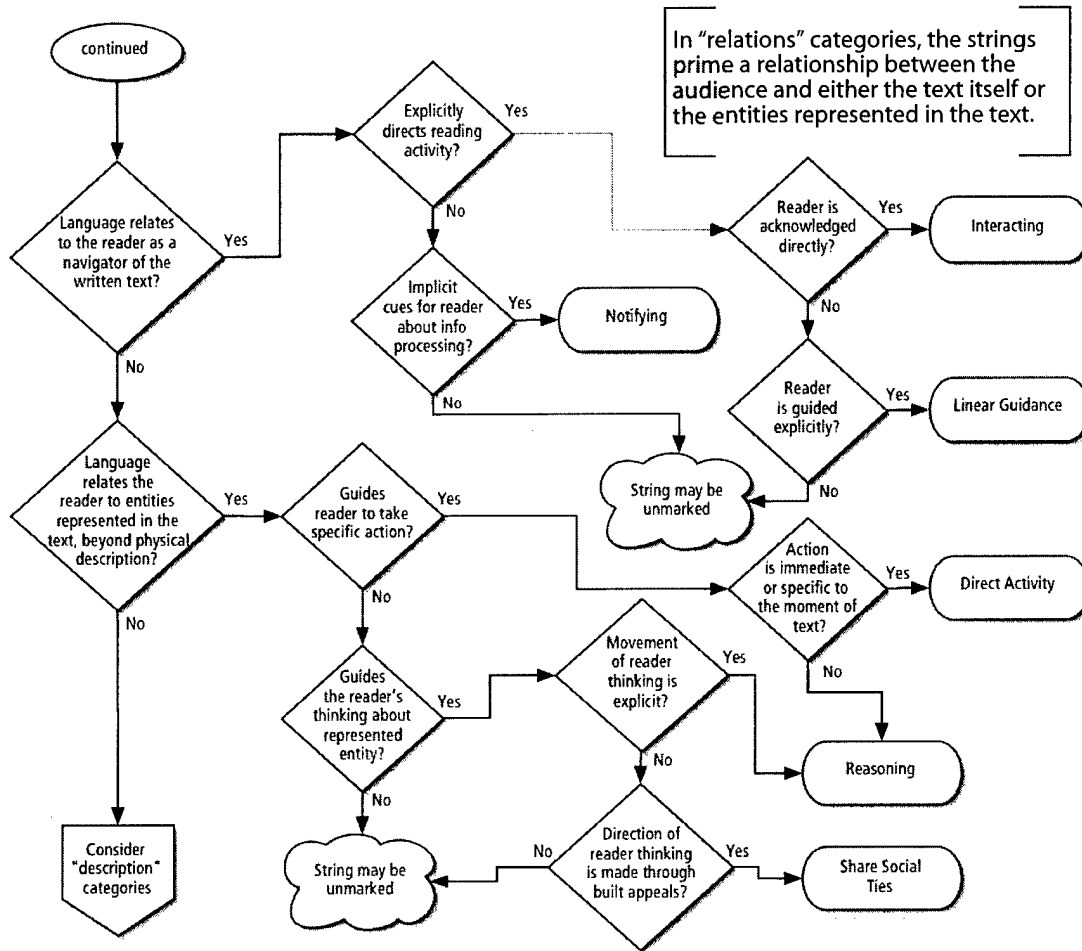 continued
In “relations” categories, the strings
prime a relationship between the
audience and either the text itself or
the entities represented in the text.
Explicitly
directs reading
activity?
Yes
No
Language relates
to the reader as a
navigator of the
written text?
Yes
No
Reader is
acknowledged
directly?
Yes
No
Interacting
Implicit
cues for reader
about info
processing?
Yes
No
Notifying
Reader
is guided
explicitly?
Yes
No
Linear Guidance
String may be
unmarked
Language
relates the
reader to entities
represented in the
text, beyond physical
description?
Yes
No
Guides
reader to take
specific action?
Yes
No
Action
is immediate
or specific to
the moment of
text?
Yes
No
Direct Activity
Guides
the reader’s
thinking about
represented
entity?
Yes
No
Movement
of reader
thinking is
explicit?
Yes
No
Reasoning
Consider
“description”
categories
String may be
unmarked
Direction of
reader thinking
is made through
built appeals?
No
Yes
Share Social
Ties